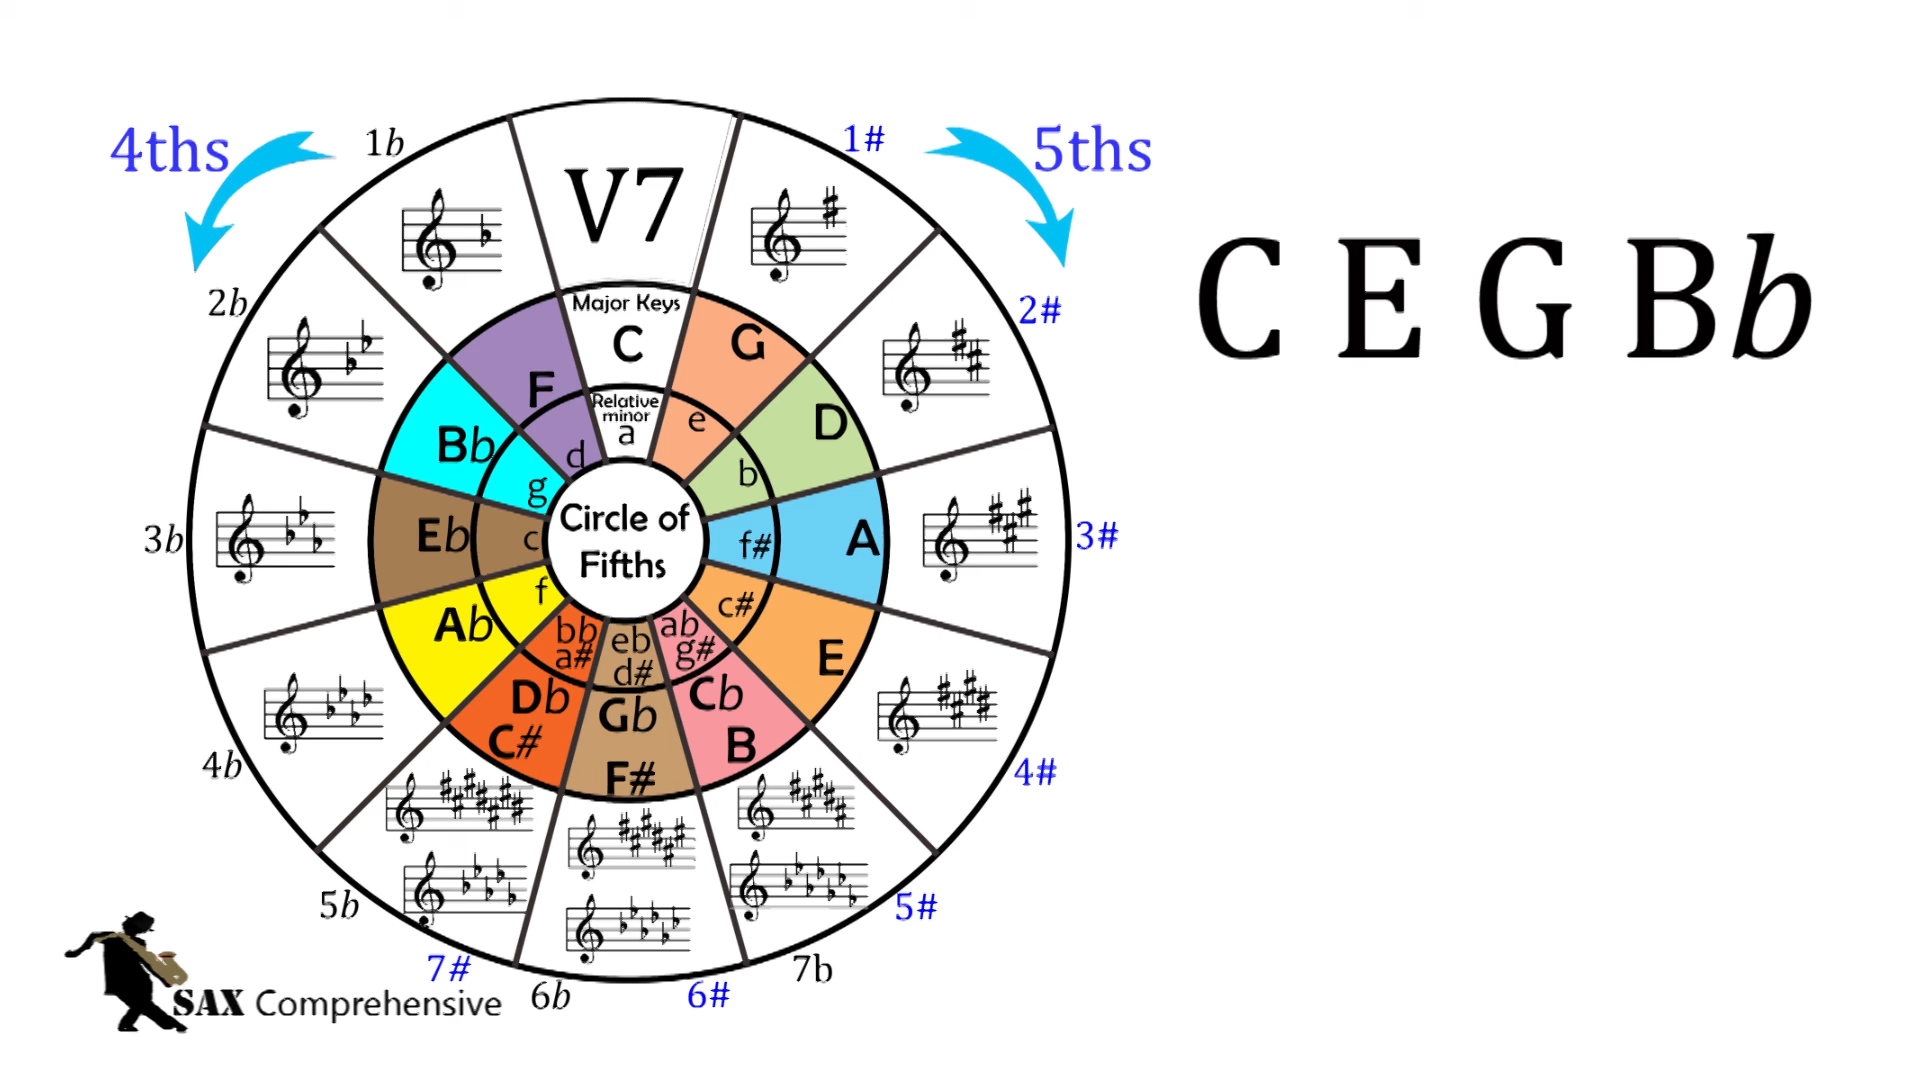 4ths
1b
1#
5ths
V7
C E G Bb
2b
2#
Major Keys
C
G
F
D
Relative
minor
a
e
d
b
Bb
g
3b
Eb
c
Circle of
Fifths
f#
A
3#
f
c#
Ab
bb
a#
eb
d#
ab
g#
E
Db
C#
Gb
F#
Cb
B
4b
4#
5b
5#
7#
6b
6#
7b
SAX Comprehensive